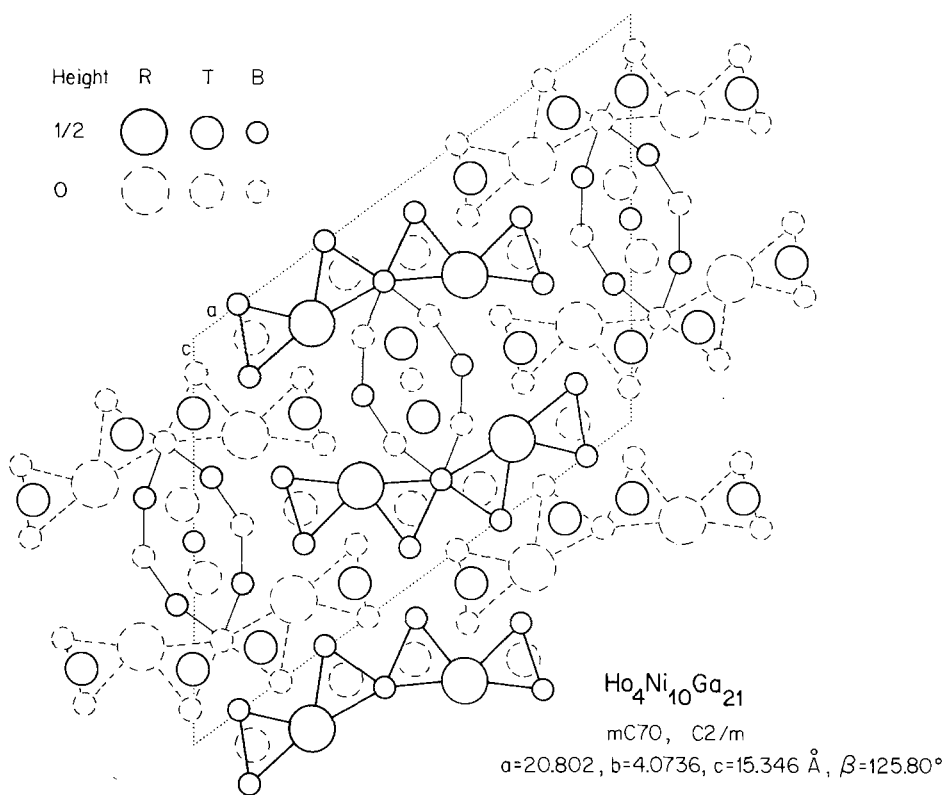 Height R T B
1/2
0
a
c
Ho₄Ni₁₀Ga₂₁
mC70, C2/m
a=20.802, b=4.0736, c=15.346 Å, β=125.80°